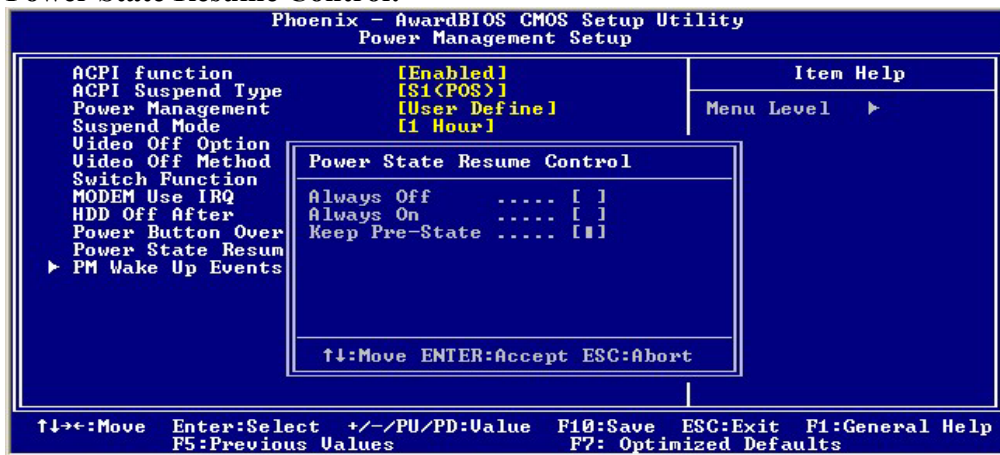 Power State Resume Control:
Phoenix – AwardBIOS CMOS Setup Utility
Power Management Setup
ACPI function [Enabled]
ACPI Suspend Type [S1(POS)]
Power Management [User Define]
Suspend Mode [1 Hour]
Video Off Option
Video Off Method
Switch Function
MODEM Use IRQ
HDD Off After
Power Button Over
Power State Resum
▶ PM Wake Up Events
Item Help
Menu Level ▶
Power State Resume Control
Always Off ..... [ ]
Always On ..... [ ]
Keep Pre-State ..... [▮]
↑↓:Move ENTER:Accept ESC:Abort
↑↓→←:Move Enter:Select +/-/PU/PD:Value F10:Save ESC:Exit F1:General Help
F5:Previous Values F7: Optimized Defaults